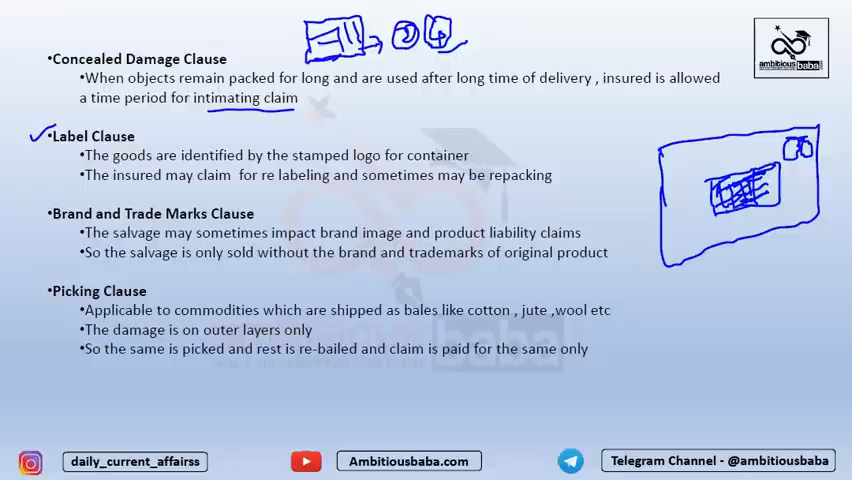 •Concealed Damage Clause
•When objects remain packed for long and are used after long time of delivery , insured is allowed
a time period for intimating claim
•Label Clause
•The goods are identified by the stamped logo for container
•The insured may claim for re labeling and sometimes may be repacking
•Brand and Trade Marks Clause
•The salvage may sometimes impact brand image and product liability claims
•So the salvage is only sold without the brand and trademarks of original product
•Picking Clause
•Applicable to commodities which are shipped as bales like cotton , jute ,wool etc
•The damage is on outer layers only
•So the same is picked and rest is re-bailed and claim is paid for the same only
ambitiousbaba
baba
daily_current_affairss
Ambitiousbaba.com
Telegram Channel - @ambitiousbaba